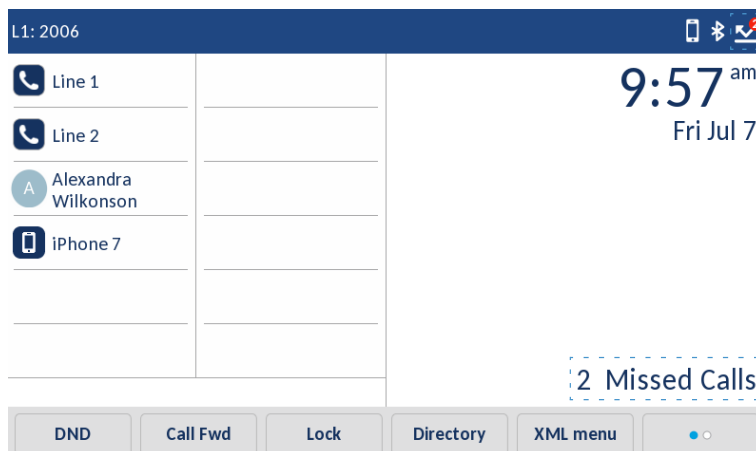 L1: 2006
Line 1
Line 2
A
Alexandra
Wilkonson
iPhone 7
9:57 am
Fri Jul 7
2 Missed Calls
DND
Call Fwd
Lock
Directory
XML menu